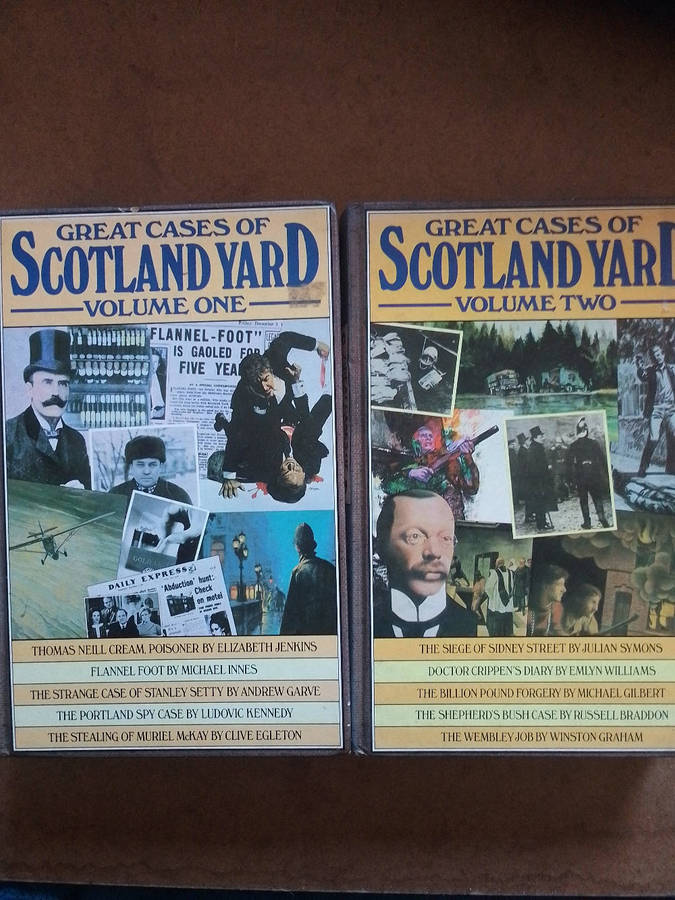 GREAT CASES OF
SCOTLAND YARD
VOLUME ONE
FLANNEL-FOOT"
IS GAOLED FOR
FIVE YEA
GOLD
DAILY EXPRESS
'Abduction' hunt:
Check
on motel
THOMAS NEILL CREAM, POISONER BY ELIZABETH JENKINS
FLANNEL FOOT BY MICHAEL INNES
THE STRANGE CASE OF STANLEY SETTY BY ANDREW GARVE
THE PORTLAND SPY CASE BY LUDOVIC KENNEDY
THE STEALING OF MURIEL McKAY BY CLIVE EGLETON
GREAT CASES OF
SCOTLAND YARD
VOLUME TWO
THE SIEGE OF SIDNEY STREET BY JULIAN SYMONS
DOCTOR CRIPPEN'S DIARY BY EMLYN WILLIAMS
THE BILLION POUND FORGERY BY MICHAEL GILBERT
THE SHEPHERD'S BUSH CASE BY RUSSELL BRADDON
THE WEMBLEY JOB BY WINSTON GRAHAM